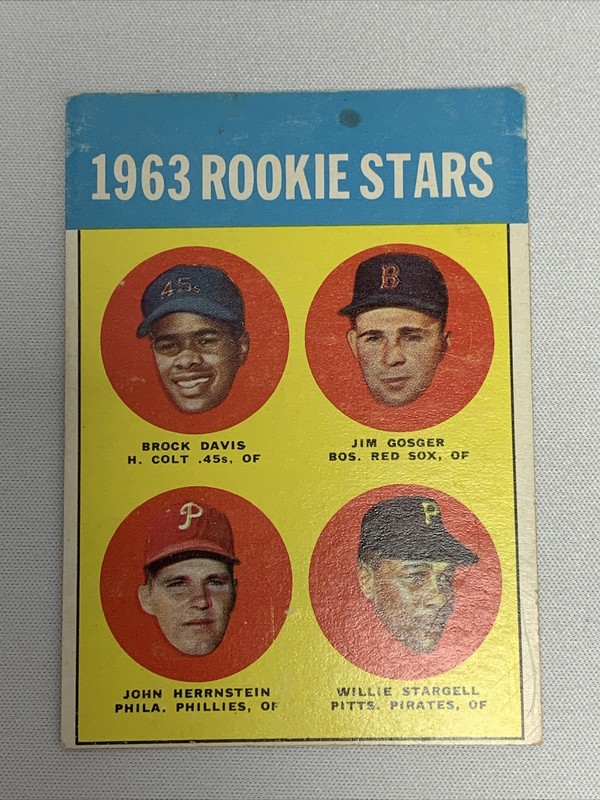 1963 ROOKIE STARS
45s
B
BROCK DAVIS
H. COLT .45s, OF
JIM GOSGER
BOS. RED SOX, OF
P
P
JOHN HERRNSTEIN
PHILA. PHILLIES, OF
WILLIE STARGELL
PITTS. PIRATES, OF